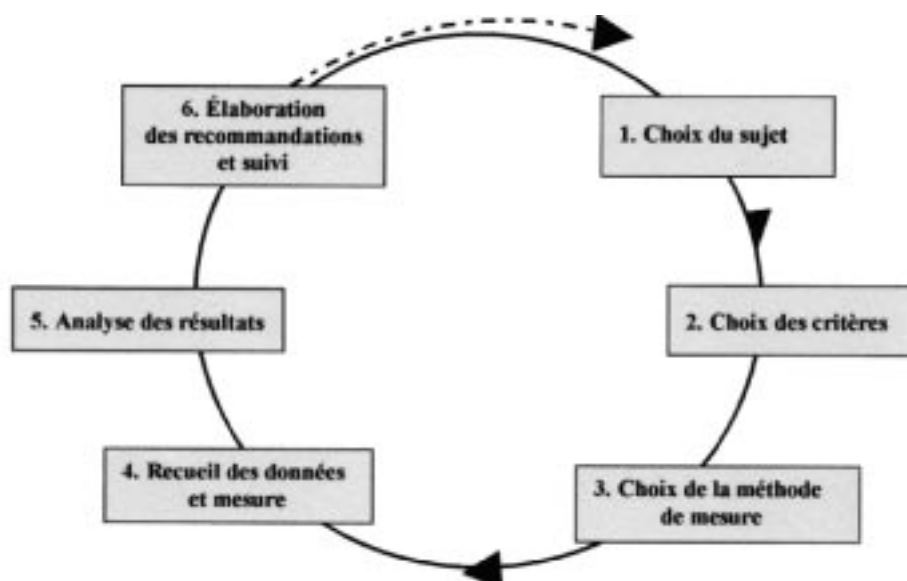 1. Choix du sujet
2. Choix des critères
3. Choix de la méthode
de mesure
4. Recueil des données
et mesure
5. Analyse des résultats
6. Élaboration
des recommandations
et suivi